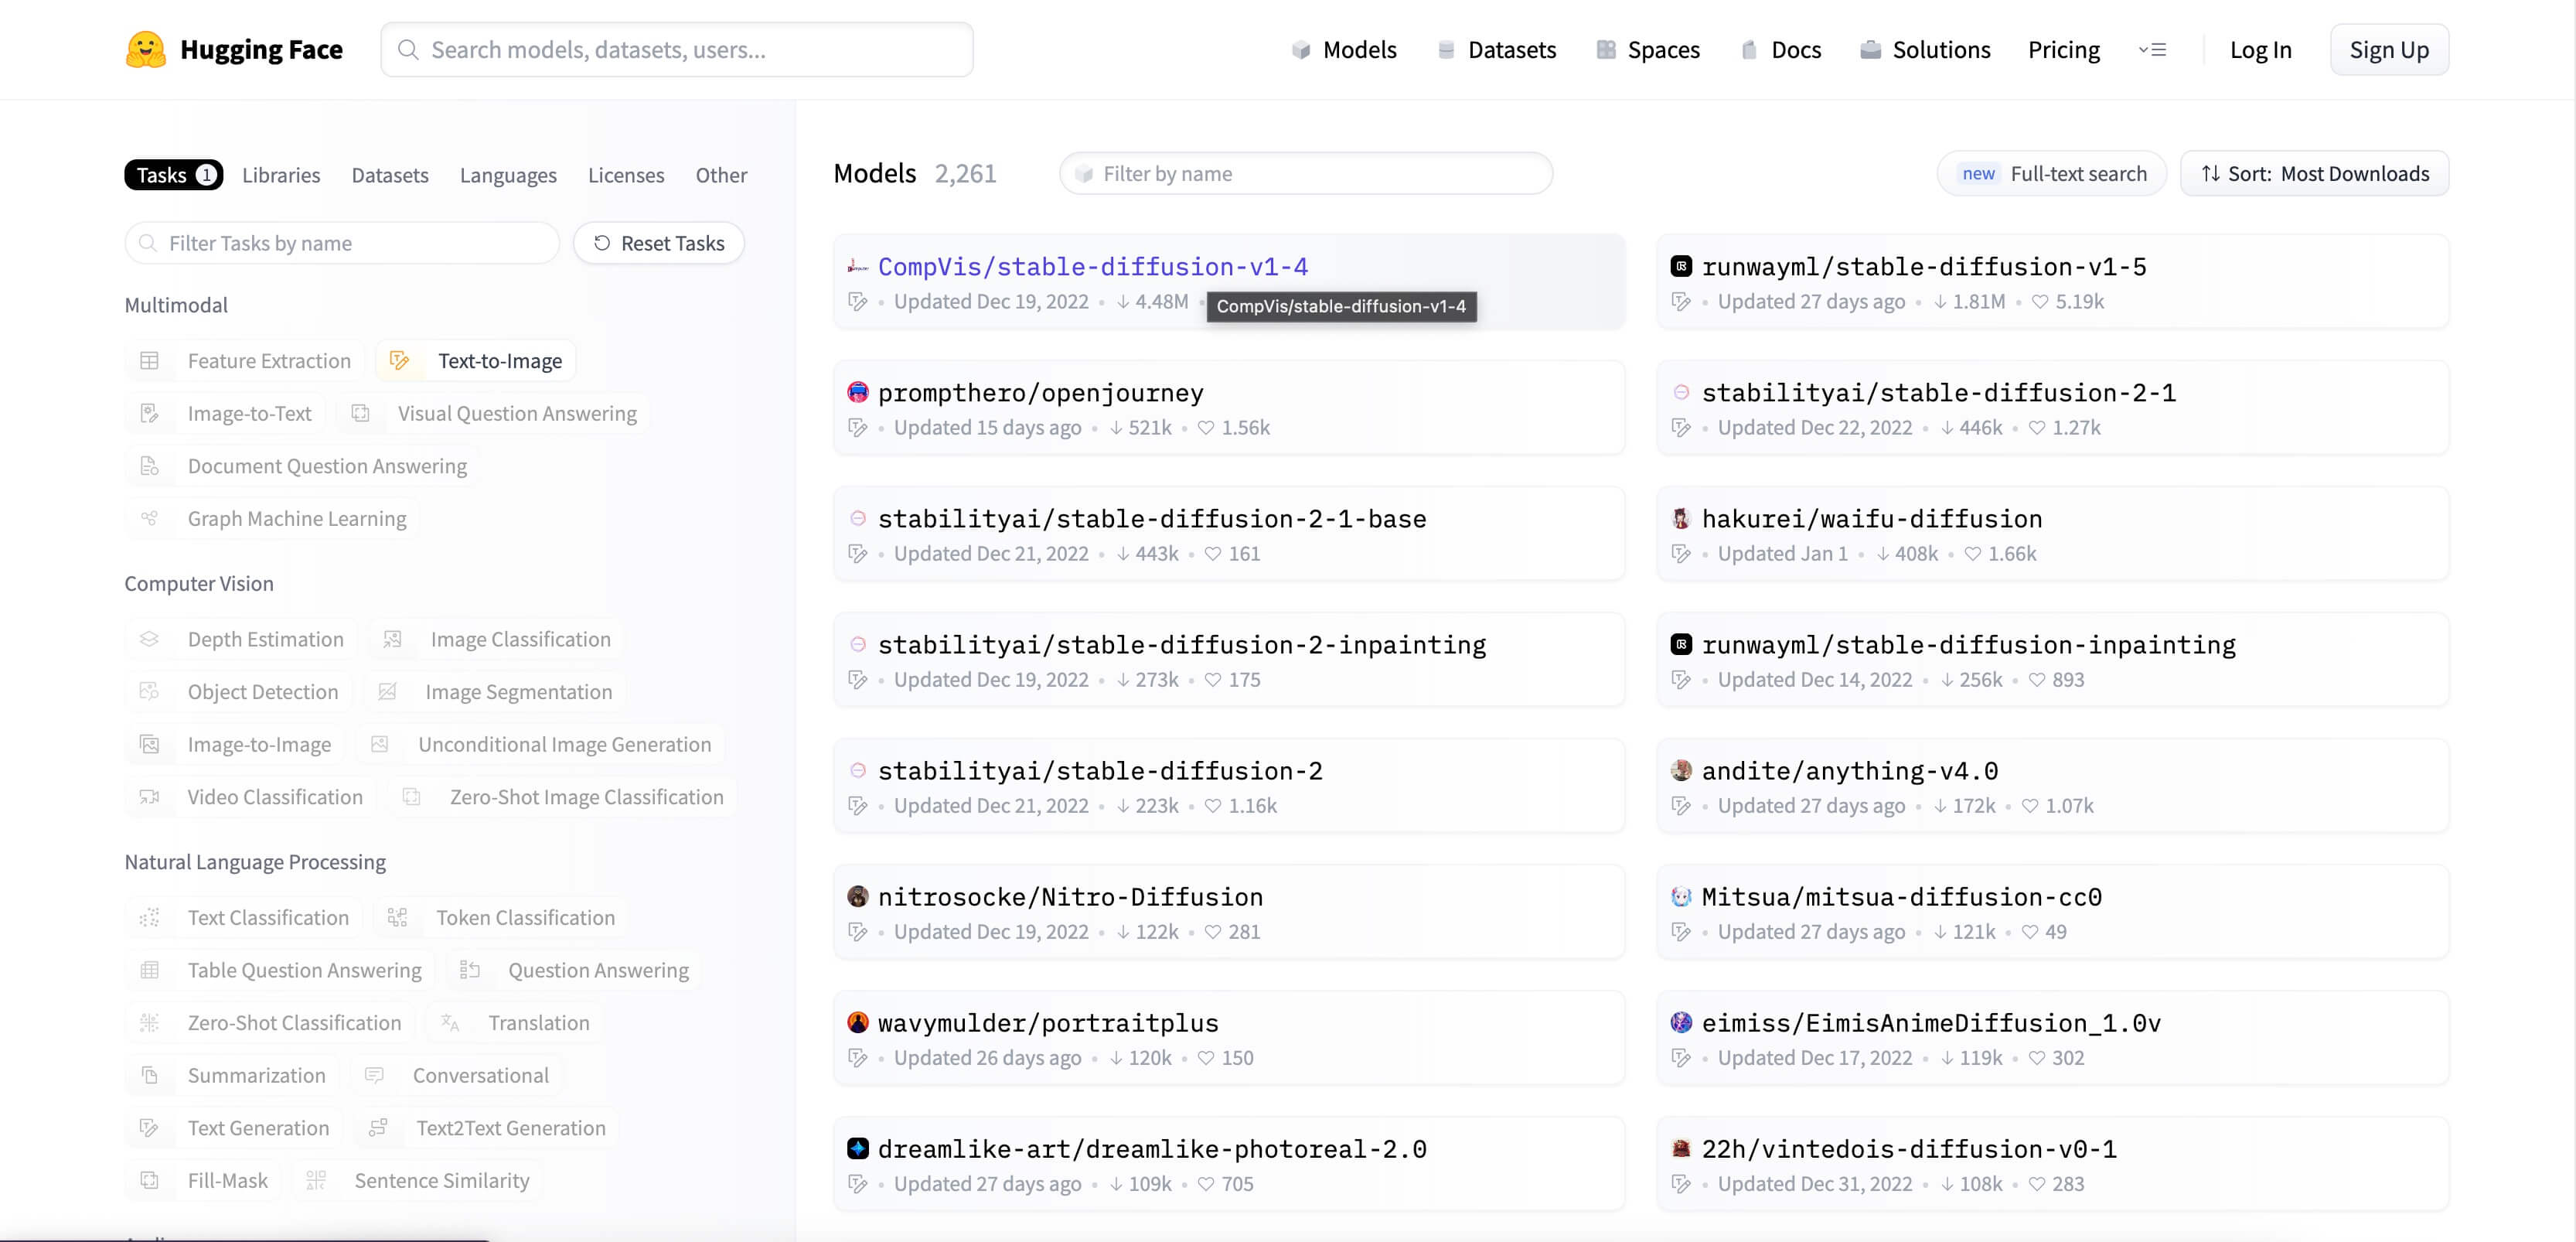 Hugging Face
Search models, datasets, users...
Models
Datasets
Spaces
Docs
Solutions
Pricing
Log In
Sign Up
Tasks 1
Libraries
Datasets
Languages
Licenses
Other
Filter Tasks by name
Reset Tasks
Multimodal
Feature Extraction
Text-to-Image
Image-to-Text
Visual Question Answering
Document Question Answering
Graph Machine Learning
Computer Vision
Depth Estimation
Image Classification
Object Detection
Image Segmentation
Image-to-Image
Unconditional Image Generation
Video Classification
Zero-Shot Image Classification
Natural Language Processing
Text Classification
Token Classification
Table Question Answering
Question Answering
Zero-Shot Classification
Translation
Summarization
Conversational
Text Generation
Text2Text Generation
Fill-Mask
Sentence Similarity
Models 2,261
Filter by name
new Full-text search
Sort: Most Downloads
CompVis/stable-diffusion-v1-4
Updated Dec 19, 2022 • ↓ 4.48M •
CompVis/stable-diffusion-v1-4
runwayml/stable-diffusion-v1-5
Updated 27 days ago • ↓ 1.81M • ♡ 5.19k
prompthero/openjourney
Updated 15 days ago • ↓ 521k • ♡ 1.56k
stabilityai/stable-diffusion-2-1
Updated Dec 22, 2022 • ↓ 446k • ♡ 1.27k
stabilityai/stable-diffusion-2-1-base
Updated Dec 21, 2022 • ↓ 443k • ♡ 161
hakurei/waifu-diffusion
Updated Jan 1 • ↓ 408k • ♡ 1.66k
stabilityai/stable-diffusion-2-inpainting
Updated Dec 19, 2022 • ↓ 273k • ♡ 175
runwayml/stable-diffusion-inpainting
Updated Dec 14, 2022 • ↓ 256k • ♡ 893
stabilityai/stable-diffusion-2
Updated Dec 21, 2022 • ↓ 223k • ♡ 1.16k
andite/anything-v4.0
Updated 27 days ago • ↓ 172k • ♡ 1.07k
nitrosocke/Nitro-Diffusion
Updated Dec 19, 2022 • ↓ 122k • ♡ 281
Mitsua/mitsua-diffusion-cc0
Updated 27 days ago • ↓ 121k • ♡ 49
wavymulder/portraitplus
Updated 26 days ago • ↓ 120k • ♡ 150
eimiss/EimisAnimeDiffusion_1.0v
Updated Dec 17, 2022 • ↓ 119k • ♡ 302
dreamlike-art/dreamlike-photoreal-2.0
Updated 27 days ago • ↓ 109k • ♡ 705
22h/vintedois-diffusion-v0-1
Updated Dec 31, 2022 • ↓ 108k • ♡ 283